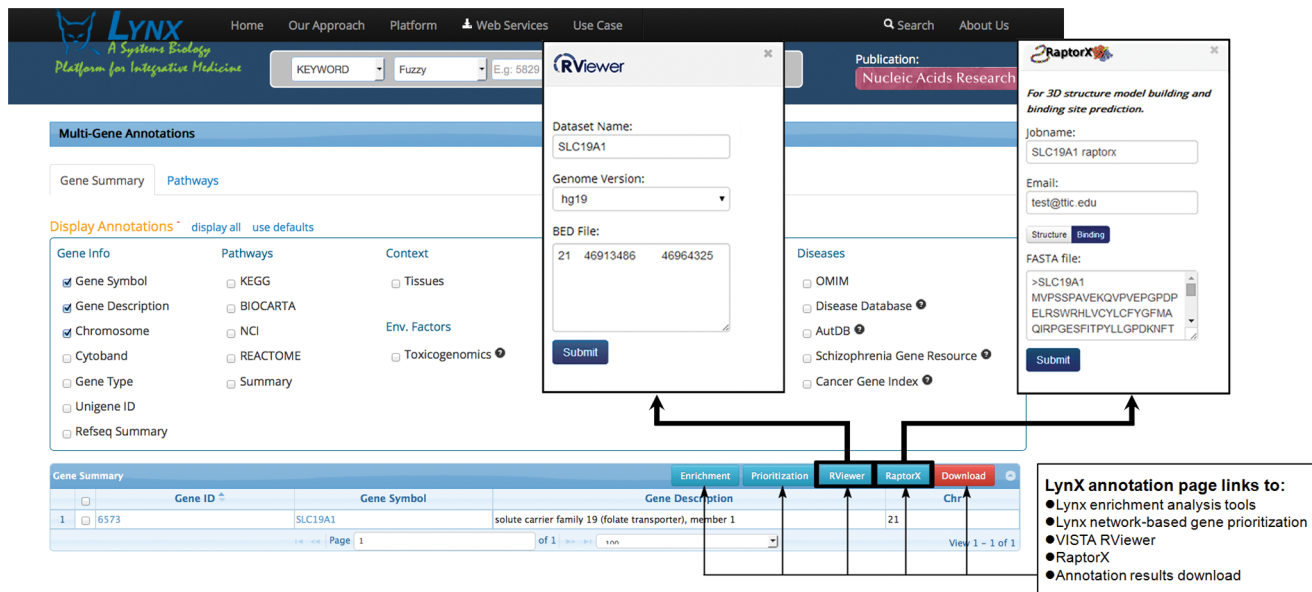 LYNX
A Systems Biology
Platform for Integrative Medicine
Home Our Approach Platform Web Services Use Case Search About Us
KEYWORD Fuzzy E.g: 5829
Publication:
Nucleic Acids Research
Multi-Gene Annotations
Gene Summary Pathways
Display Annotations - display all use defaults
Gene Info
Gene Symbol
Gene Description
Chromosome
Cytoband
Gene Type
Unigene ID
Refseq Summary
Pathways
KEGG
BIOCARTA
NCI
REACTOME
Summary
Context
Tissues
Env. Factors
Toxicogenomics ?
Diseases
OMIM
Disease Database ?
AutDB ?
Schizophrenia Gene Resource ?
Cancer Gene Index ?
RViewer ×
Dataset Name:
SLC19A1
Genome Version:
hg19
BED File:
21 46913486 46964325
Submit
RaptorX ×
For 3D structure model building and
binding site prediction.
Jobname:
SLC19A1 raptorx
Email:
test@ttic.edu
Structure Binding
FASTA file:
>SLC19A1
MVPSSPAVEKQVPVEPGPDP
ELRSWRHLVCYLCFYGFMA
QIRPGESFITPYLLGPDKNFT
Submit
Gene Summary Enrichment Prioritization RViewer RaptorX Download
Gene ID Gene Symbol Gene Description Chr
1 6573 SLC19A1 solute carrier family 19 (folate transporter), member 1 21
Page 1 of 1 100 View 1 - 1 of 1
LynX annotation page links to:
●Lynx enrichment analysis tools
●Lynx network-based gene prioritization
●VISTA RViewer
●RaptorX
●Annotation results download